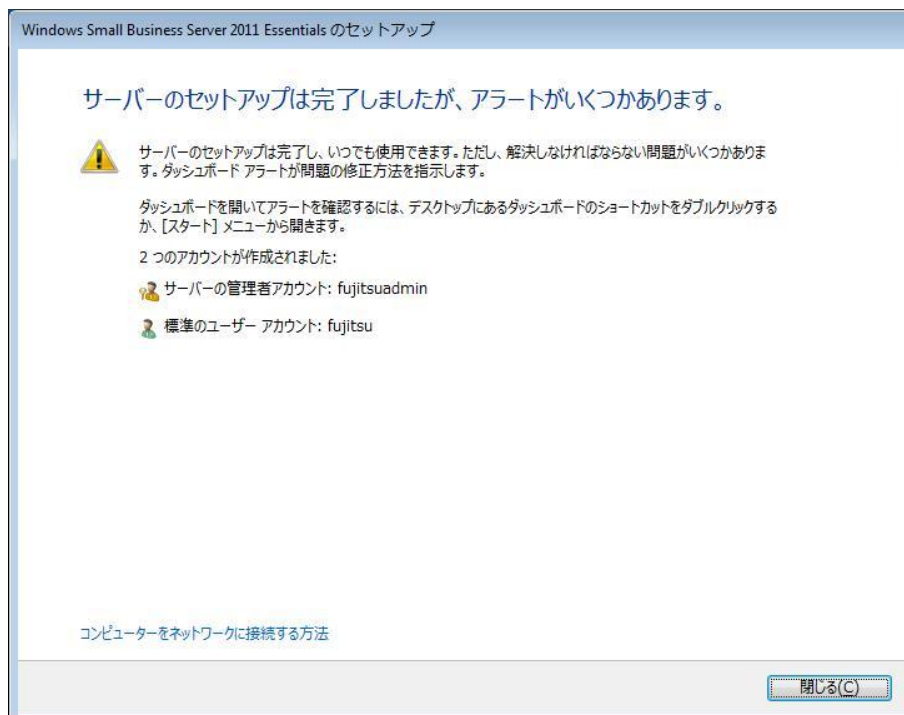 Windows Small Business Server 2011 Essentials のセットアップ
サーバーのセットアップは完了しましたが、アラートがいくつかあります。
サーバーのセットアップは完了し、いつでも使用できます。ただし、解決しなければならない問題がいくつかありま
す。ダッシュボード アラートが問題の修正方法を指示します。
ダッシュボードを開いてアラートを確認するには、デスクトップにあるダッシュボードのショートカットをダブルクリックする
か、[スタート] メニューから開きます。
2 つのアカウントが作成されました:
サーバーの管理者アカウント: fujitsuadmin
標準のユーザー アカウント: fujitsu
コンピューターをネットワークに接続する方法
閉じる(C)